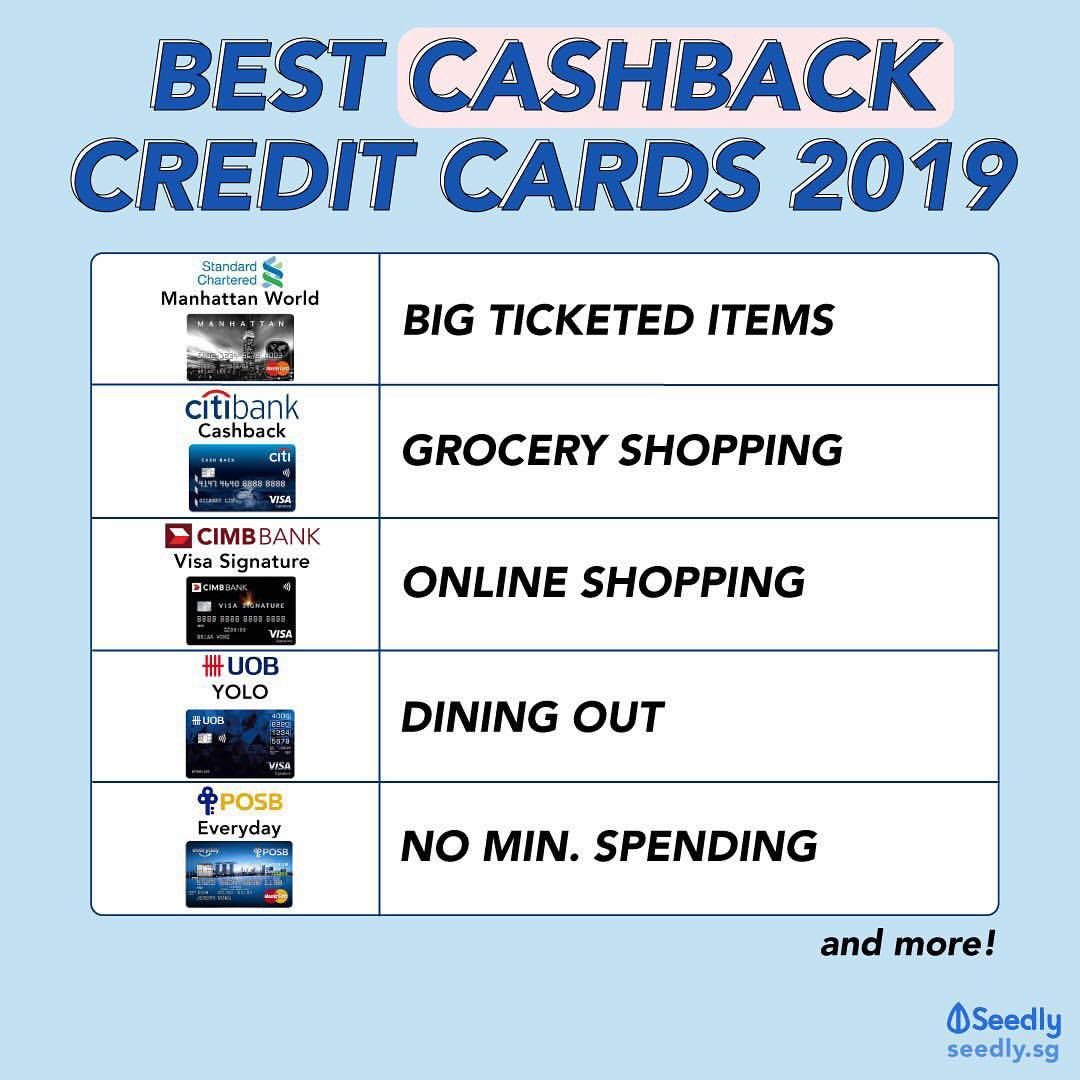 BEST CASHBACK
CREDIT CARDS 2019
Standard
Chartered
Manhattan World
MANHATTAN
BIG TICKETED ITEMS
citibank
Cashback
CASH BACK
citi
4147 4640 8888 8888
VISA
GROCERY SHOPPING
CIMB BANK
Visa Signature
CIMB BANK
VISA SIGNATURE
8888 8888 8888 8888
VISA
ONLINE SHOPPING
UOB
YOLO
UOB
VISA
DINING OUT
POSB
Everyday
POSB
NO MIN. SPENDING
and more!
Seedly
seedly.sg